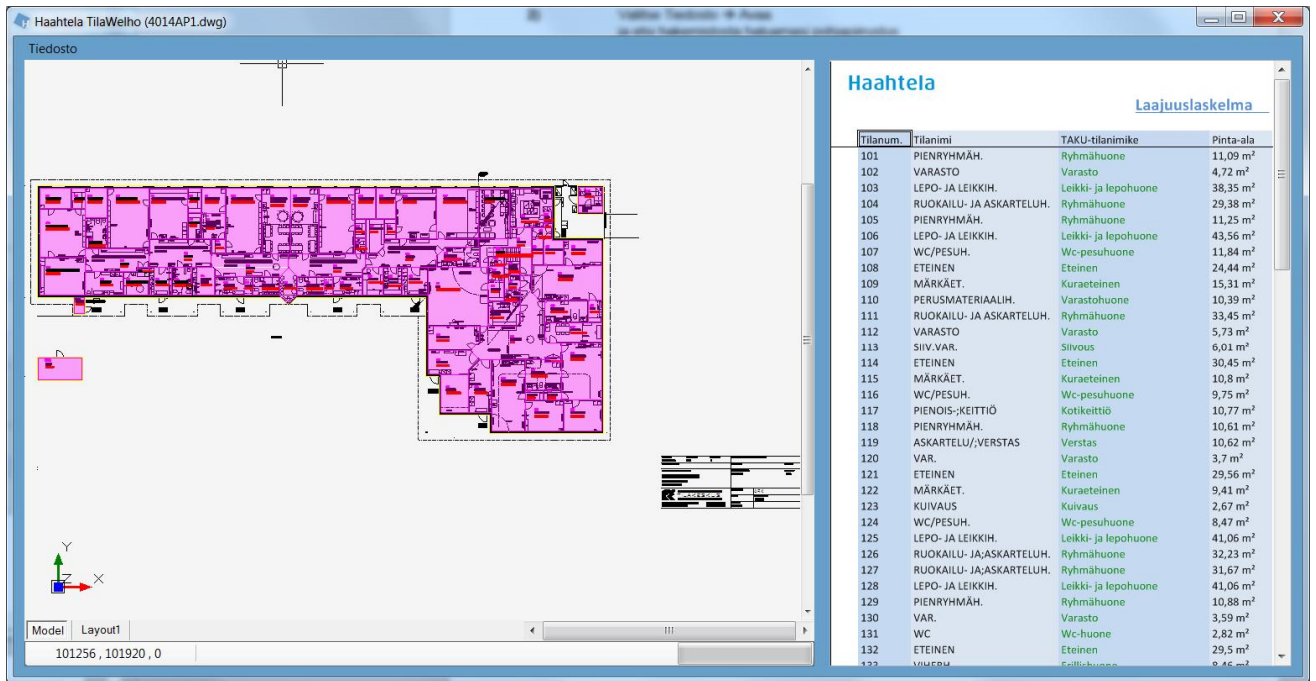 Haahtela TilaWelho (4014AP1.dwg)
Tiedosto
Haahtela
Laajuuslaskelma
Tilanum. Tilanimi TAKU-tilanimike Pinta-ala
101 PIENRYHMÄH. Ryhmähuone 11,09 m²
102 VARASTO Varasto 4,72 m²
103 LEPO- JA LEIKKIH. Leikki- ja lepohuone 38,35 m²
104 RUOKAILU- JA ASKARTELUH. Ryhmähuone 29,38 m²
105 PIENRYHMÄH. Ryhmähuone 11,25 m²
106 LEPO- JA LEIKKIH. Leikki- ja lepohuone 43,56 m²
107 WC/PESUH. Wc-pesuhuone 11,84 m²
108 ETEINEN Eteinen 24,44 m²
109 MÄRKÄET. Kuraeteinen 15,31 m²
110 PERUSMATERIAALIH. Varastohuone 10,39 m²
111 RUOKAILU- JA ASKARTELUH. Ryhmähuone 33,45 m²
112 VARASTO Varasto 5,73 m²
113 SIIV.VAR. Siivous 6,01 m²
114 ETEINEN Eteinen 30,45 m²
115 MÄRKÄET. Kuraeteinen 10,8 m²
116 WC/PESUH. Wc-pesuhuone 9,75 m²
117 PIENOIS-;KEITTIÖ Kotikeittiö 10,77 m²
118 PIENRYHMÄH. Ryhmähuone 10,61 m²
119 ASKARTELU/;VERSTAS Verstas 10,62 m²
120 VAR. Varasto 3,7 m²
121 ETEINEN Eteinen 29,56 m²
122 MÄRKÄET. Kuraeteinen 9,41 m²
123 KUIVAUS Kuivaus 2,67 m²
124 WC/PESUH. Wc-pesuhuone 8,47 m²
125 LEPO- JA LEIKKIH. Leikki- ja lepohuone 41,06 m²
126 RUOKAILU- JA;ASKARTELUH. Ryhmähuone 32,23 m²
127 RUOKAILU- JA;ASKARTELUH. Ryhmähuone 31,67 m²
128 LEPO- JA LEIKKIH. Leikki- ja lepohuone 41,06 m²
129 PIENRYHMÄH. Ryhmähuone 10,88 m²
130 VAR. Varasto 3,59 m²
131 WC Wc-huone 2,82 m²
132 ETEINEN Eteinen 29,5 m²
Y
Z
X
Model Layout1
101256 , 101920 , 0